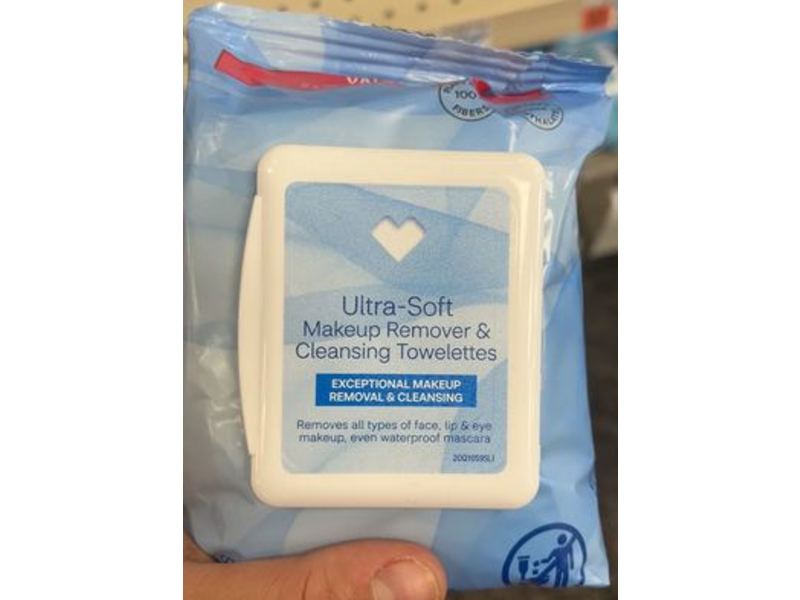 100
FIBERS
Ultra-Soft
Makeup Remover &
Cleansing Towelettes
EXCEPTIONAL MAKEUP
REMOVAL & CLEANSING
Removes all types of face, lip & eye
makeup, even waterproof mascara